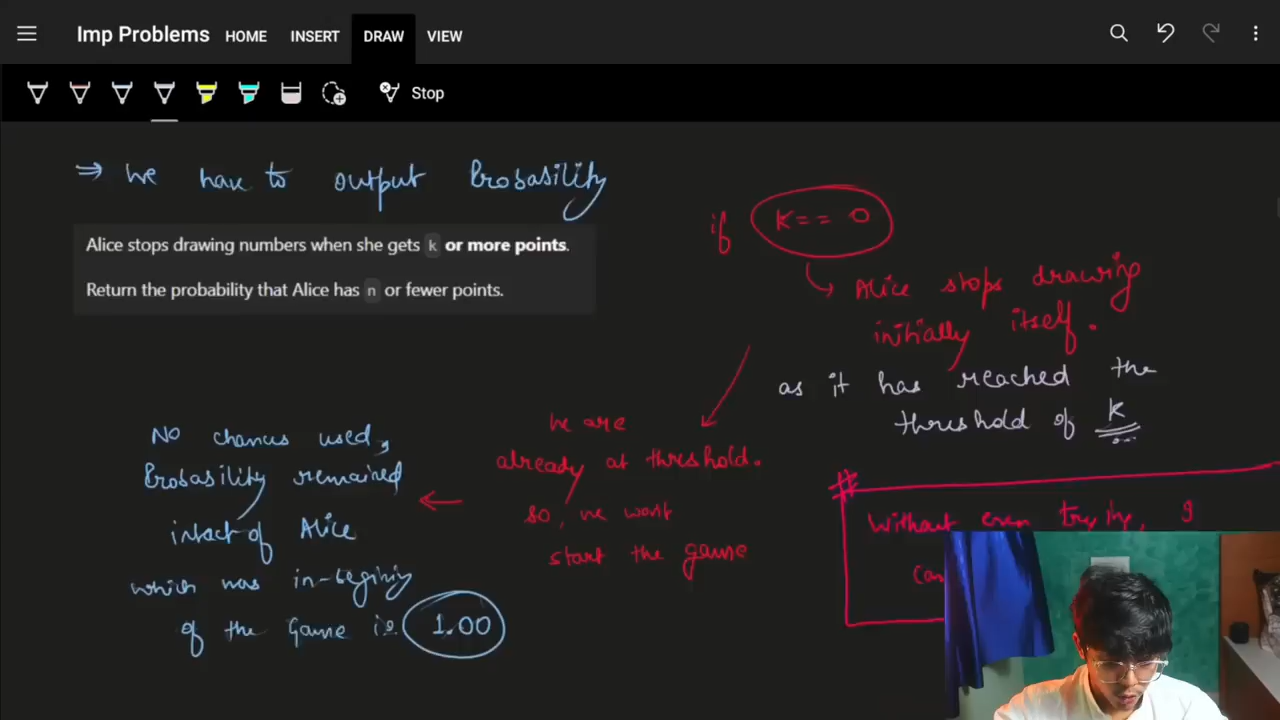 Imp Problems HOME INSERT DRAW VIEW
Stop
⇒ We have to output Probability
Alice stops drawing numbers when she gets k or more points.
Return the probability that Alice has n or fewer points.
if K == 0
Alice stops drawing
initially itself.
as it has reached the
threshold of K
We are
already at threshold.
so, we won't
start the game
No chances used,
Probability remained
intact of Alice
which was in-begining
of the Game i.e. 1.00
#
Without even trying, I
Can